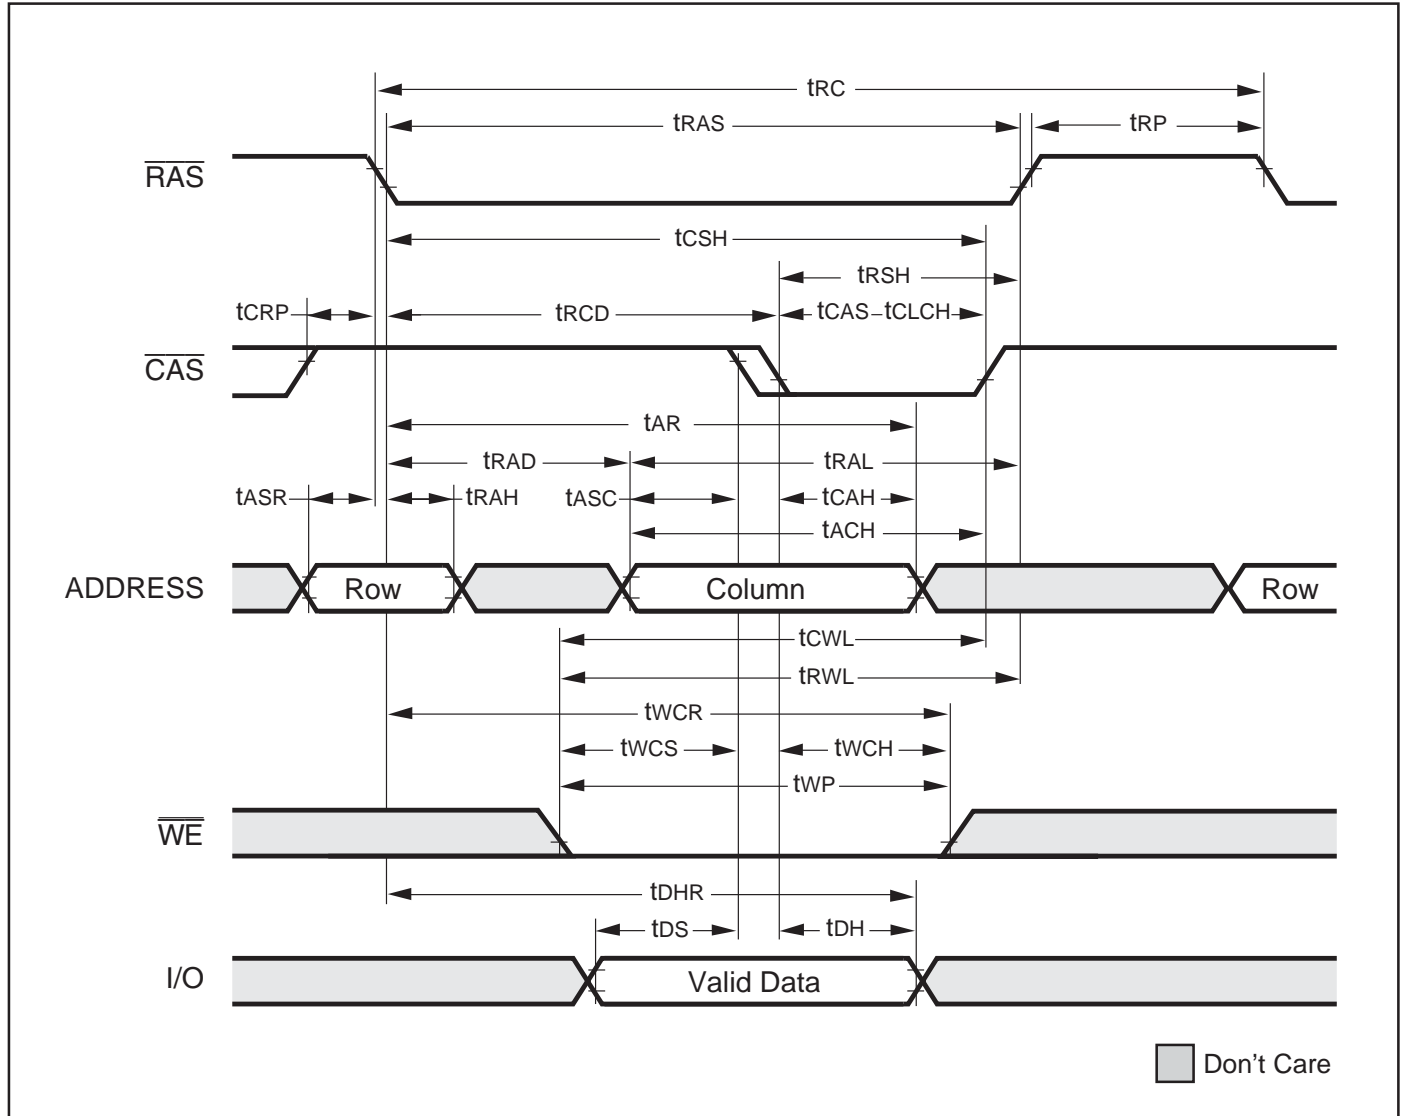 tRC
tRAS
tRP
RAS
tCSH
tRSH
tCRP
tRCD
tCAS
tCLCH
CAS
tAR
tRAD
tRAL
tASR
tRAH
tASC
tCAH
tACH
ADDRESS
Row
Column
Row
tCWL
tRWL
tWCR
tWCS
tWCH
tWP
WE
tDHR
tDS
tDH
I/O
Valid Data
Don't Care